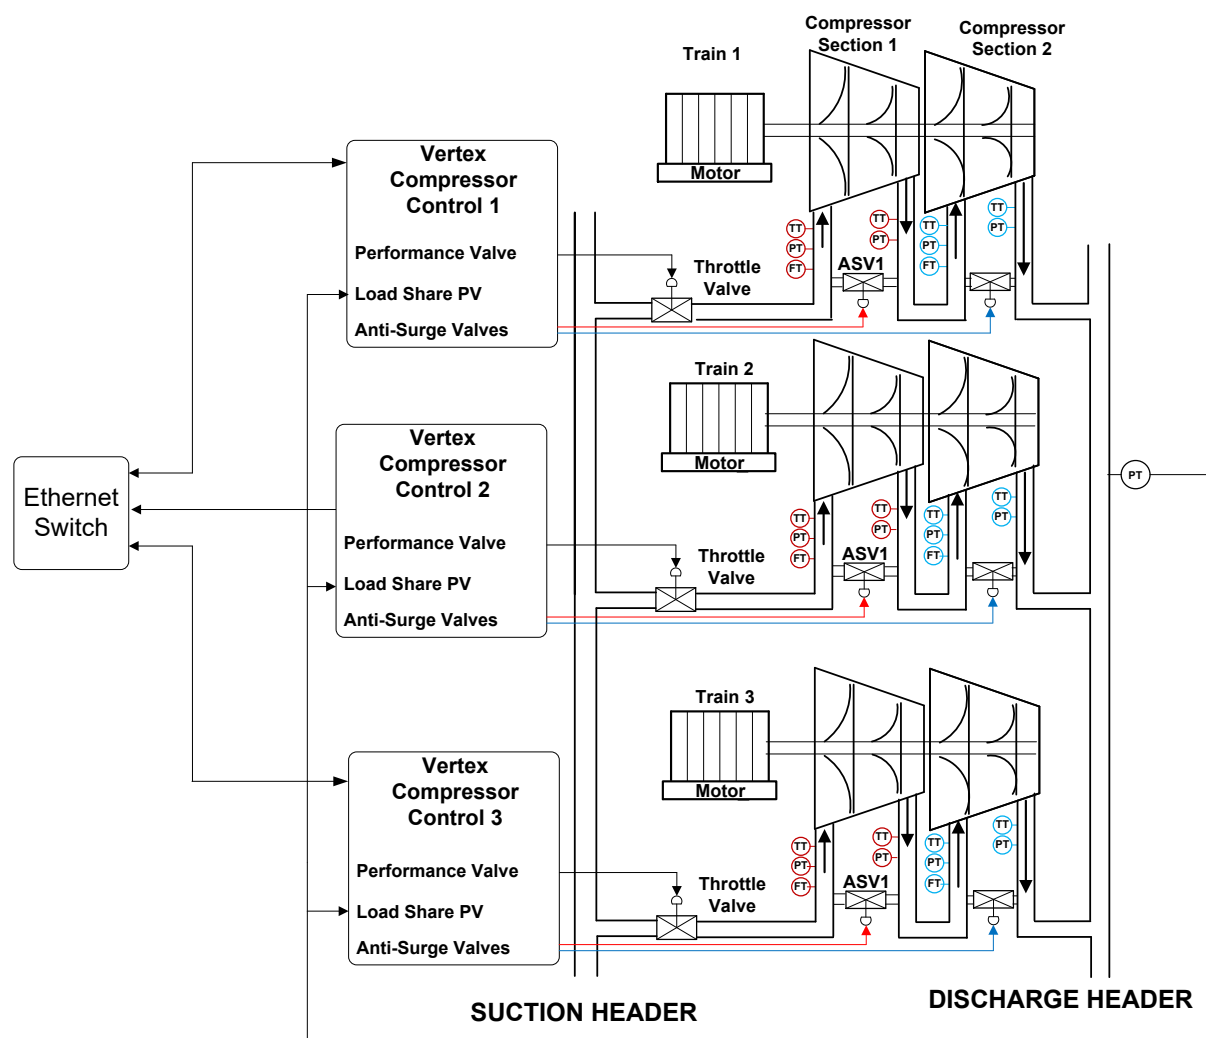 Compressor
Section 1
Compressor
Section 2
Train 1
Motor
Vertex
Compressor
Control 1
Performance Valve
Load Share PV
Anti-Surge Valves
Throttle
Valve
TT
PT
FT
TT
PT
ASV1
TT
PT
FT
TT
PT
Train 2
Motor
Vertex
Compressor
Control 2
Performance Valve
Load Share PV
Anti-Surge Valves
Throttle
Valve
TT
PT
FT
TT
PT
ASV1
TT
PT
FT
TT
PT
Ethernet
Switch
PT
Train 3
Motor
Vertex
Compressor
Control 3
Performance Valve
Load Share PV
Anti-Surge Valves
Throttle
Valve
TT
PT
FT
TT
PT
ASV1
TT
PT
FT
TT
PT
SUCTION HEADER
DISCHARGE HEADER